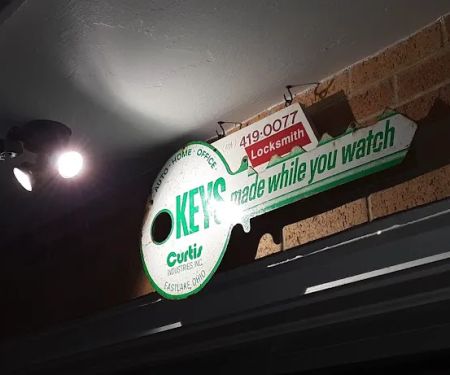 419-0077
Locksmith
AUTO · HOME · OFFICE
KEYS made while you watch
Curtis
INDUSTRIES, INC.
EASTLAKE, OHIO